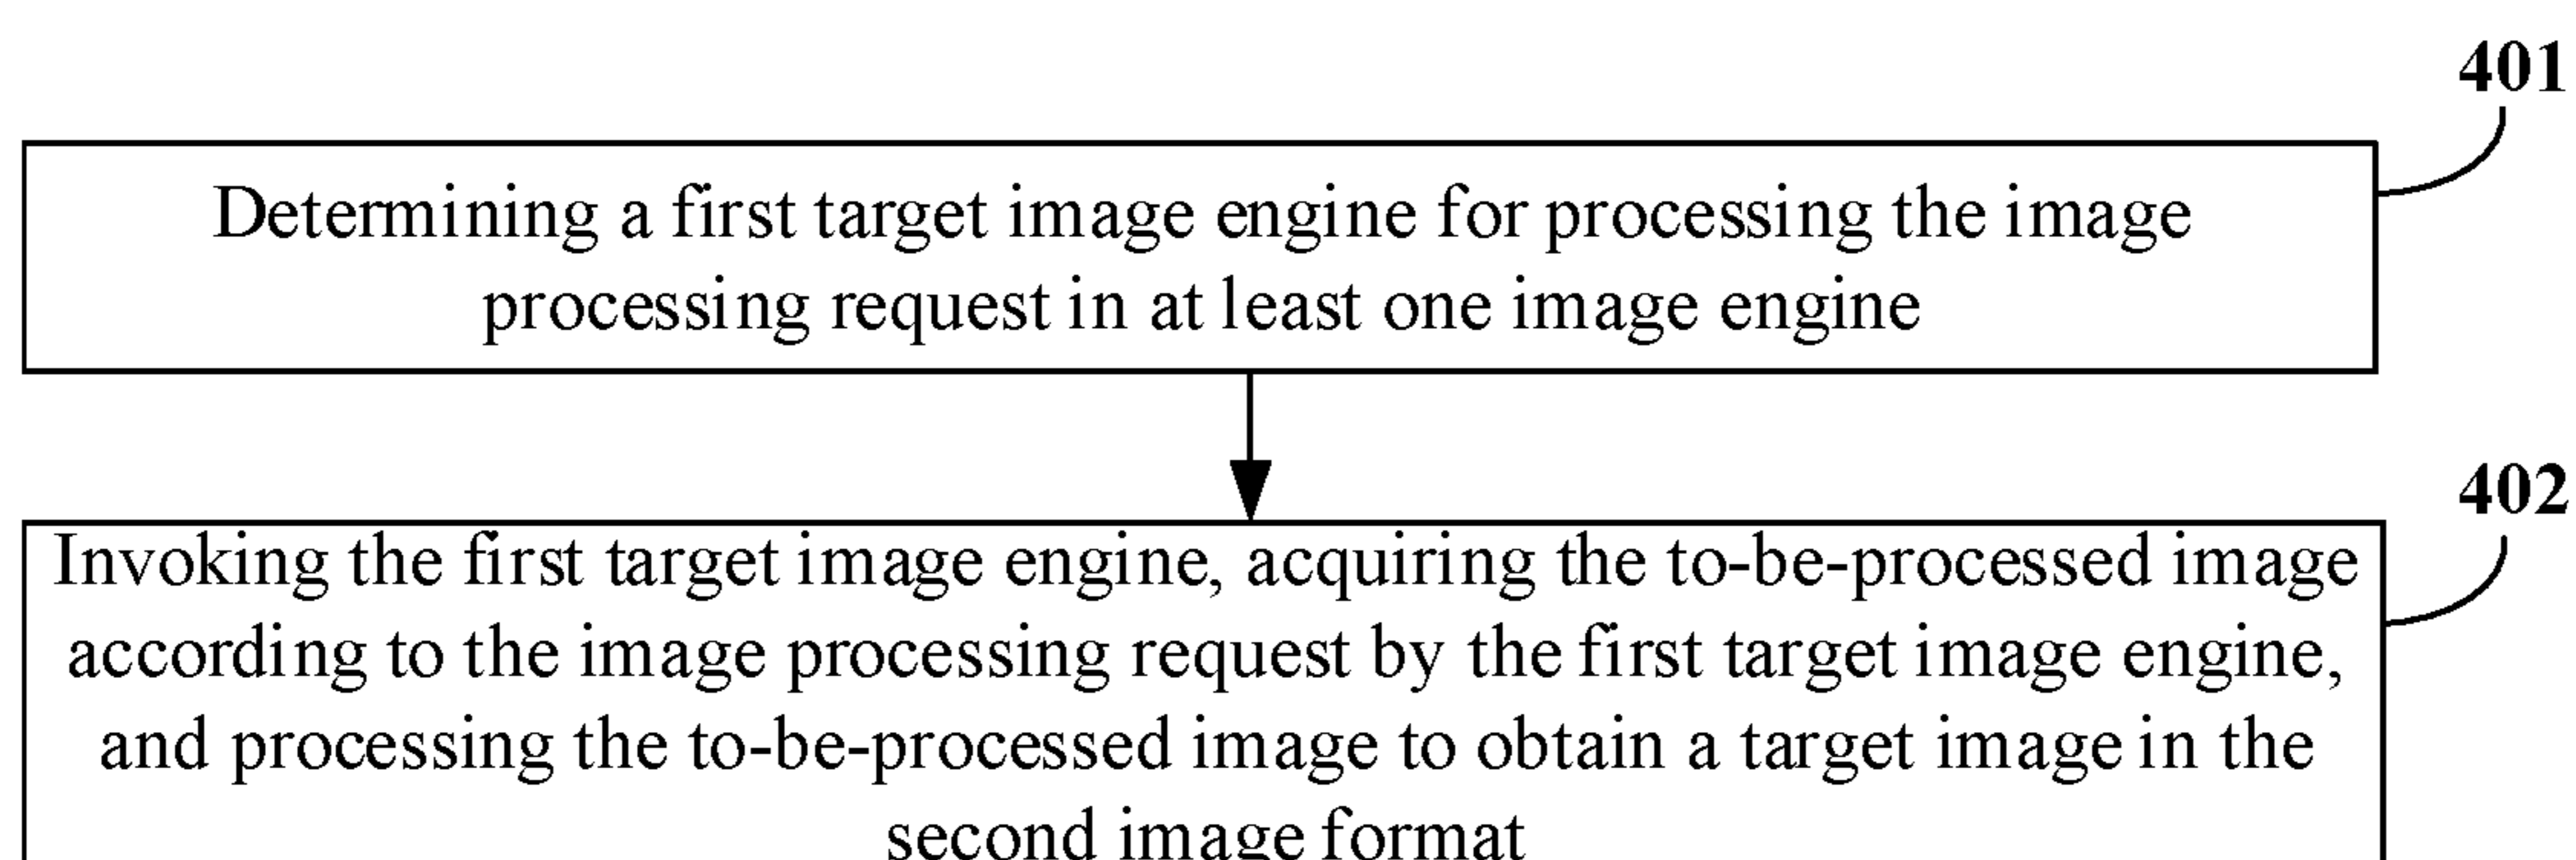 401
Determining a first target image engine for processing the image
processing request in at least one image engine
402
Invoking the first target image engine, acquiring the to-be-processed image
according to the image processing request by the first target image engine,
and processing the to-be-processed image to obtain a target image in the
second image format